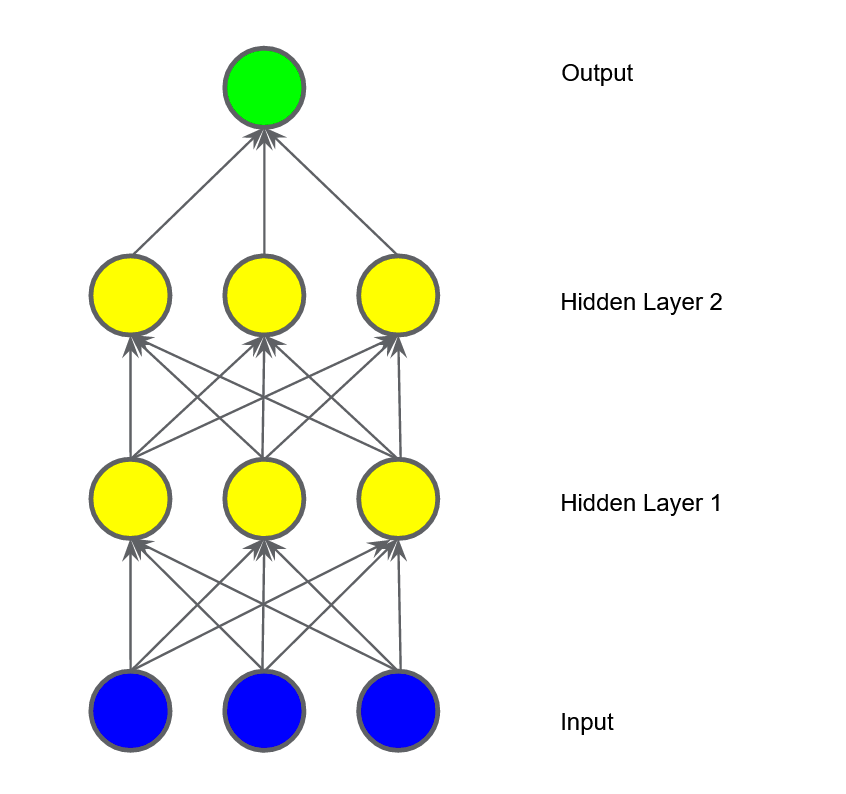 Output
Hidden Layer 2
Hidden Layer 1
Input